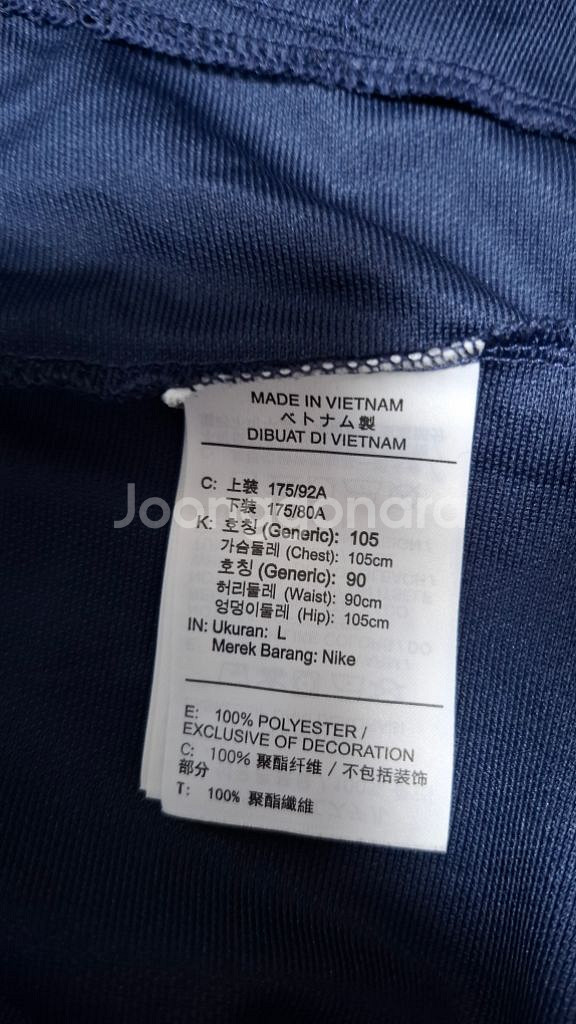 MADE IN VIETNAM
ベトナム製
DIBUAT DI VIETNAM
C: 上装 175/92A
下装 175/80A
Joonggonara
K: 호칭 (Generic): 105
가슴둘레 (Chest): 105cm
호칭 (Generic): 90
허리둘레 (Waist): 90cm
엉덩이둘레 (Hip): 105cm
IN: Ukuran: L
Merek Barang: Nike
E: 100% POLYESTER /
EXCLUSIVE OF DECORATION
C: 100% 聚酯纤维 / 不包括装饰
部分
T: 100% 聚酯纖維